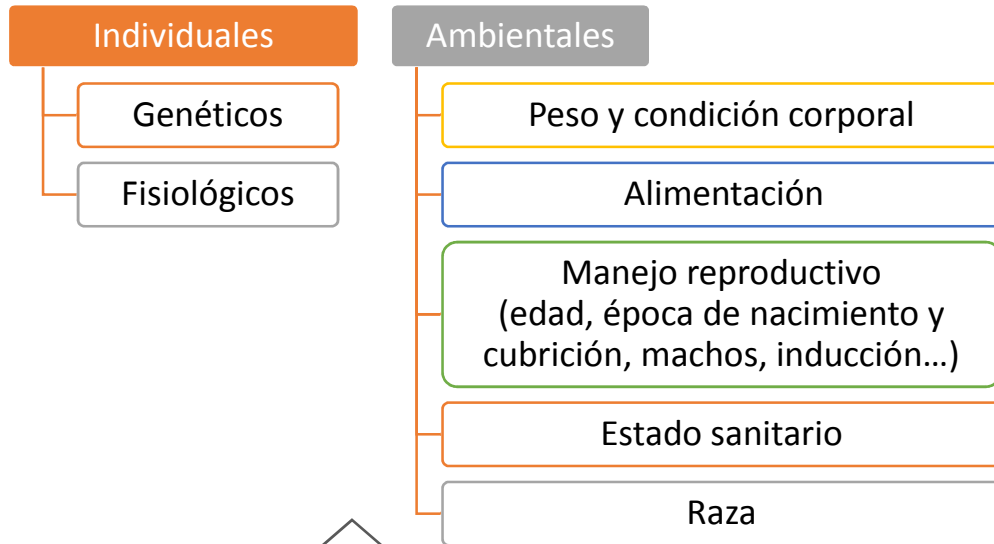 Individuales
Genéticos
Fisiológicos
Ambientales
Peso y condición corporal
Alimentación
Manejo reproductivo
(edad, época de nacimiento y
cubrición, machos, inducción...)
Estado sanitario
Raza